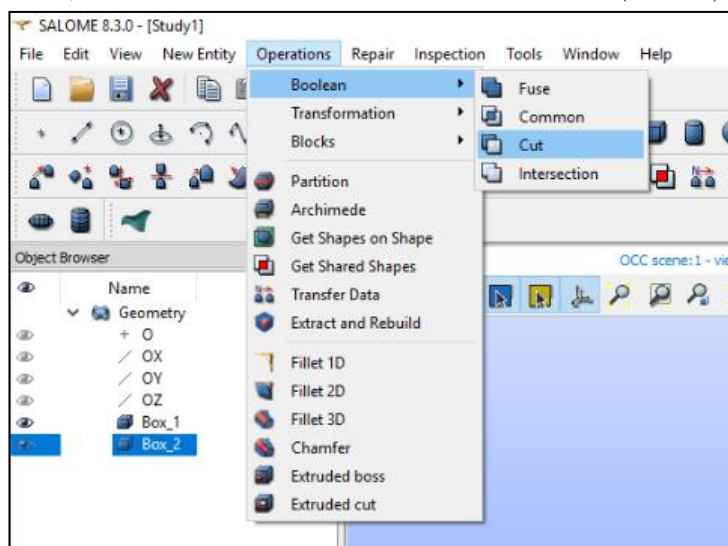 SALOME 8.3.0 - [Study1]
File Edit View New Entity Operations Repair Inspection Tools Window Help
Boolean
Transformation
Blocks
Partition
Archimede
Get Shapes on Shape
Get Shared Shapes
Transfer Data
Extract and Rebuild
Fillet 1D
Fillet 2D
Fillet 3D
Chamfer
Extruded boss
Extruded cut
Fuse
Common
Cut
Intersection
Object Browser
OCC scene:1 -
Name
Geometry
O
OX
OY
OZ
Box_1
Box_2